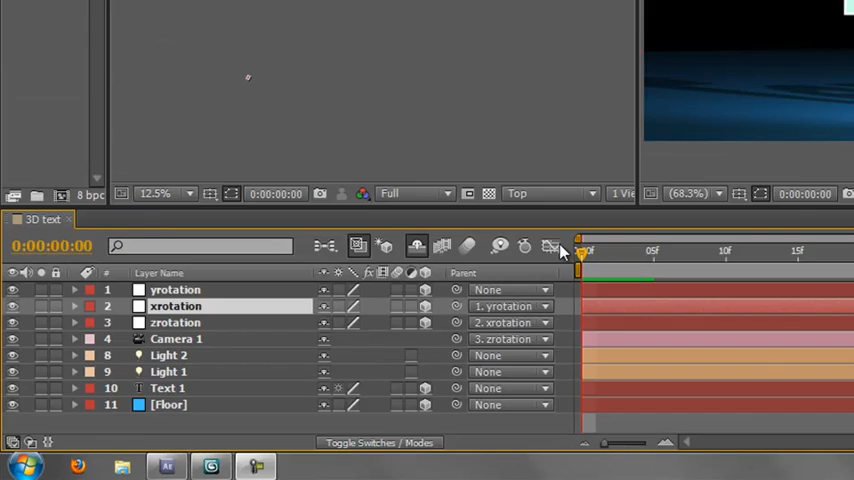 8 bpc
12.5% 0:00:00:00 Full Top 1 Vie
(68.3%) 0:00:00:00
3D text
0:00:00:00
05f 10f 15f
# Layer Name fx Parent
1 yrotation None
2 xrotation 1. yrotation
3 zrotation 2. xrotation
4 Camera 1 3. zrotation
8 Light 2 None
9 Light 1 None
10 T Text 1 None
11 [Floor] None
Toggle Switches / Modes
Ae